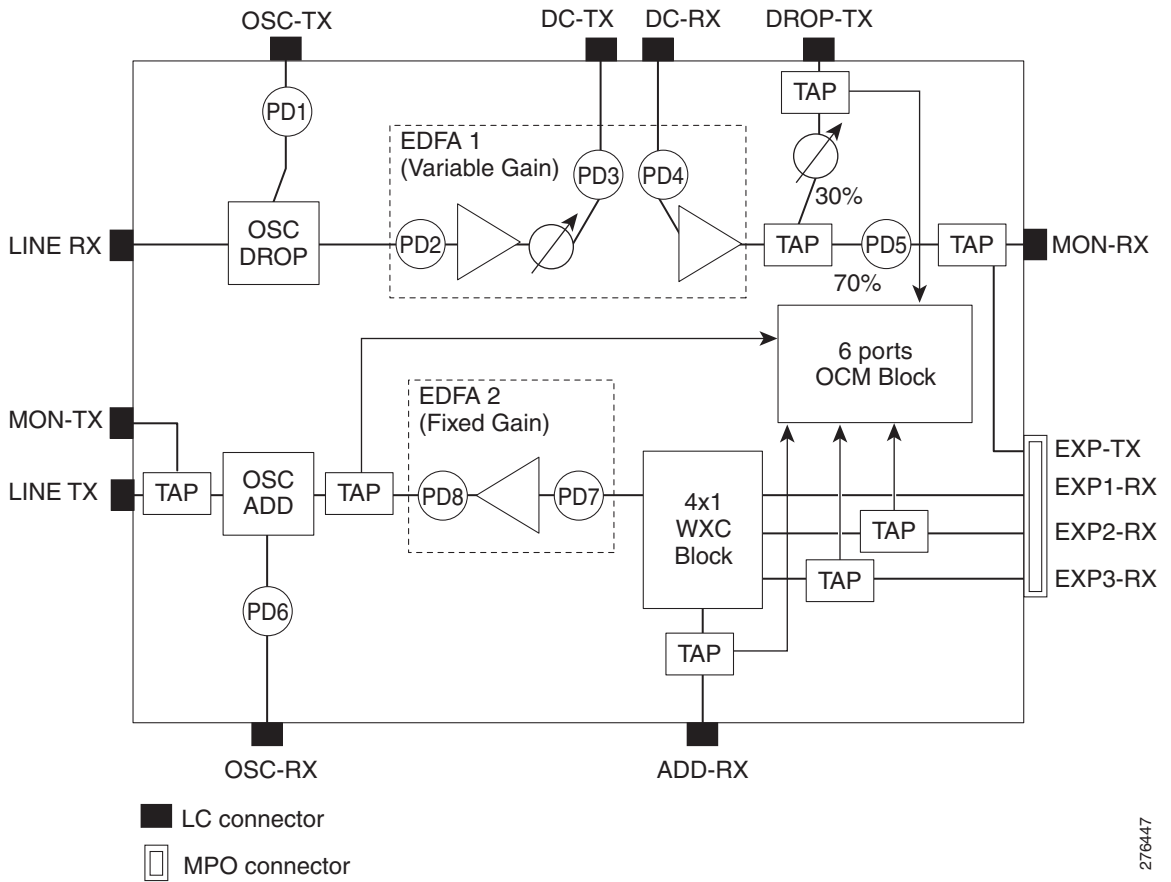 OSC-TX
DC-TX
DC-RX
DROP-TX
TAP
PD1
EDFA 1
(Variable Gain)
PD3
PD4
30%
LINE RX
OSC
DROP
PD2
TAP
PD5
TAP
MON-RX
70%
6 ports
OCM Block
EDFA 2
(Fixed Gain)
MON-TX
EXP-TX
LINE TX
TAP
OSC
ADD
TAP
PD8
PD7
4x1
WXC
Block
EXP1-RX
TAP
EXP2-RX
TAP
EXP3-RX
PD6
TAP
OSC-RX
ADD-RX
LC connector
MPO connector
276447